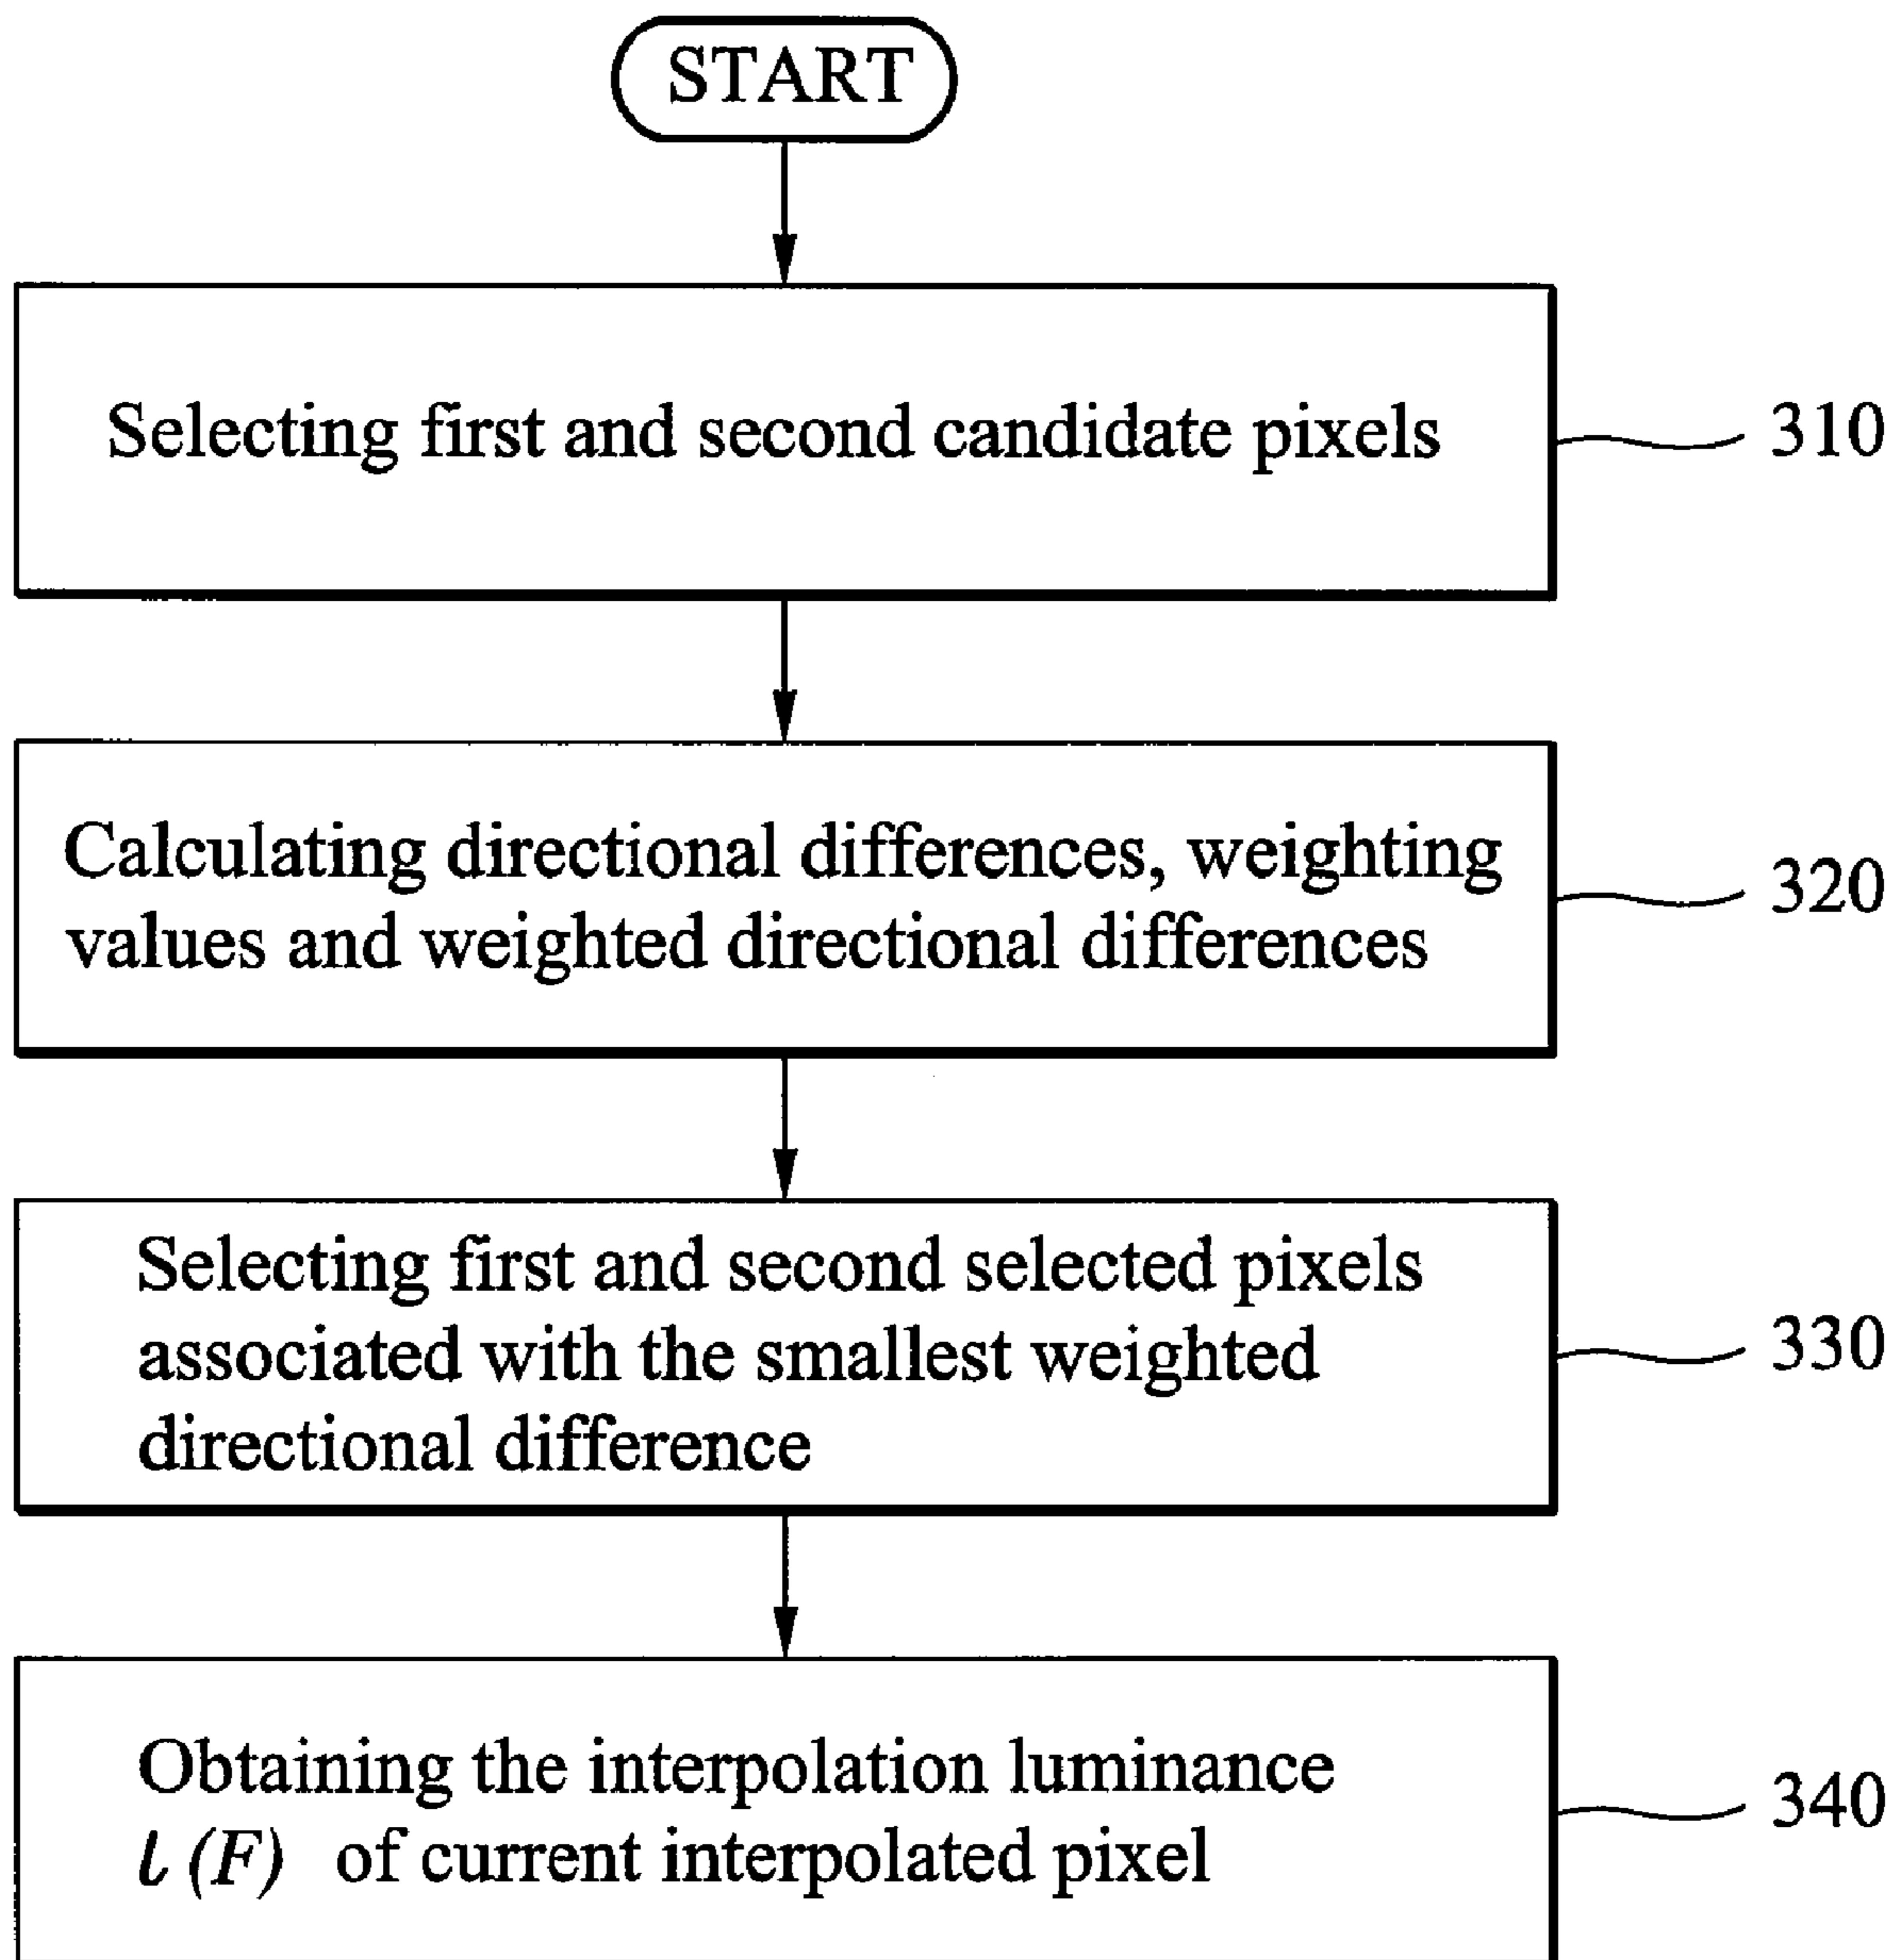 START
Selecting first and second candidate pixels
310
Calculating directional differences, weighting
values and weighted directional differences
320
Selecting first and second selected pixels
associated with the smallest weighted
directional difference
330
Obtaining the interpolation luminance
l (F) of current interpolated pixel
340